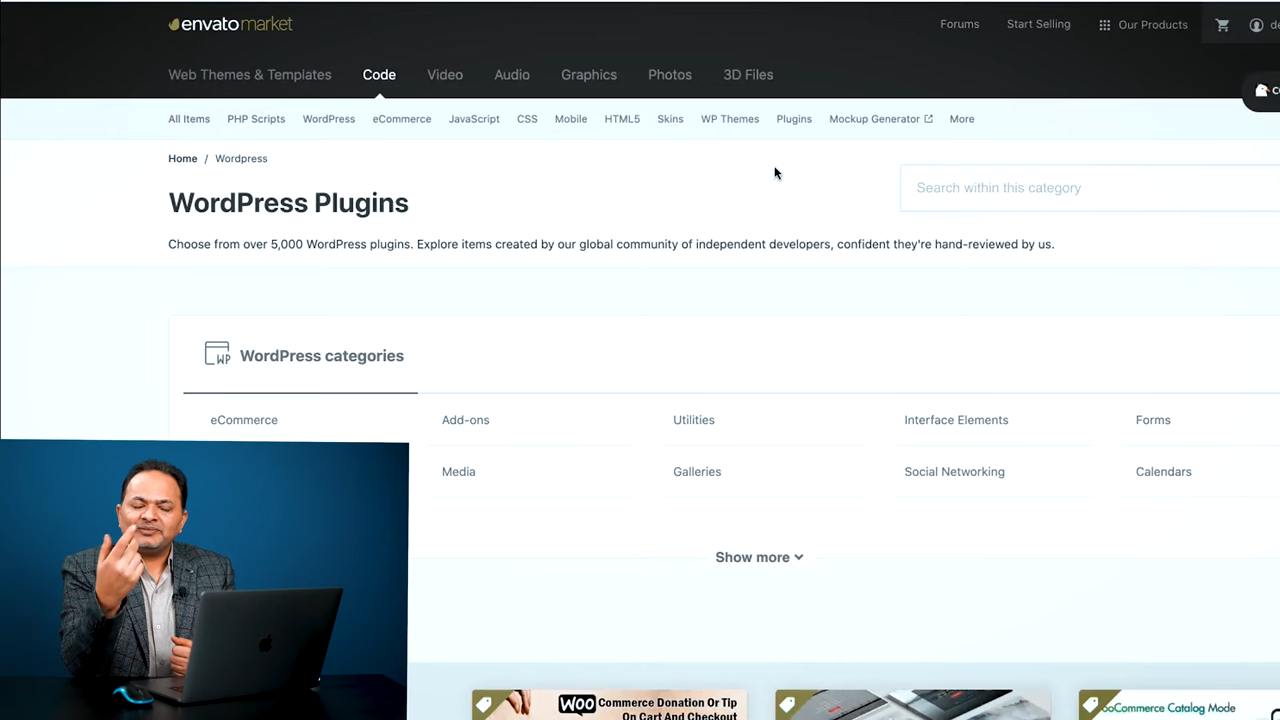 envatomarket
Forums
Start Selling
Our Products
Web Themes & Templates
Code
Video
Audio
Graphics
Photos
3D Files
All Items
PHP Scripts
WordPress
eCommerce
JavaScript
CSS
Mobile
HTML5
Skins
WP Themes
Plugins
Mockup Generator
More
Home / Wordpress
WordPress Plugins
Search within this category
Choose from over 5,000 WordPress plugins. Explore items created by our global community of independent developers, confident they're hand-reviewed by us.
WP
WordPress categories
eCommerce
Add-ons
Utilities
Interface Elements
Forms
Media
Galleries
Social Networking
Calendars
Show more
Woo Commerce Donation Or Tip
On Cart And Checkout
Catalog Mode